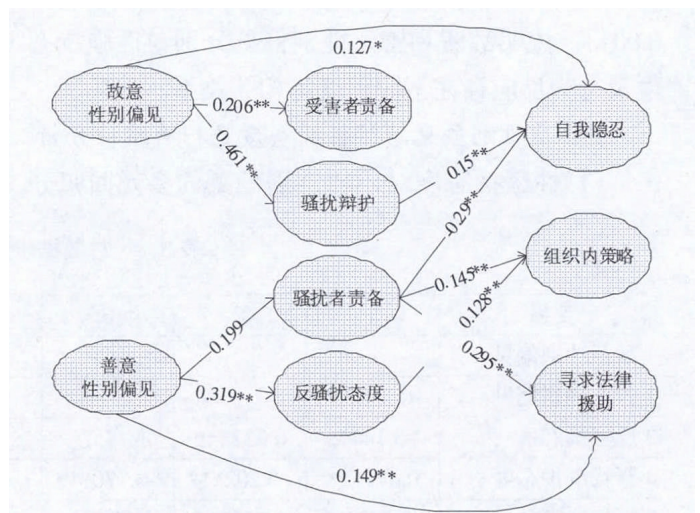 0.127*
敌意
性别偏见
0.206**
受害者责备
自我隐忍
0.461**
0.15**
骚扰辩护
0.29**
组织内策略
骚扰者责备
0.145**
0.128**
0.199
善意
性别偏见
0.295**
0.319**
反骚扰态度
寻求法律
援助
0.149**